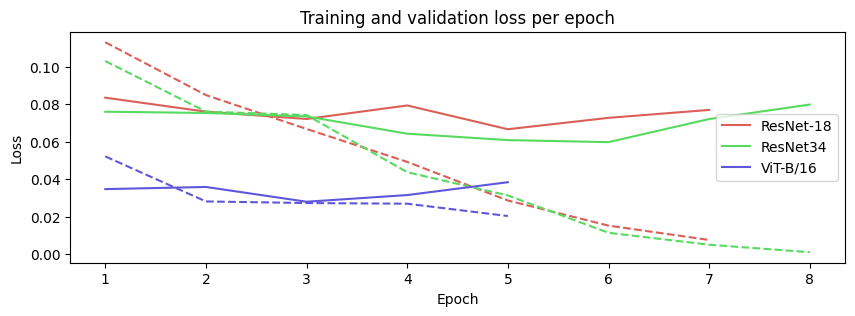 Training and validation loss per epoch
0.10
0.08
0.06
0.04
0.02
0.00
Loss
ResNet-18
ResNet34
ViT-B/16
1 2 3 4 5 6 7 8
Epoch